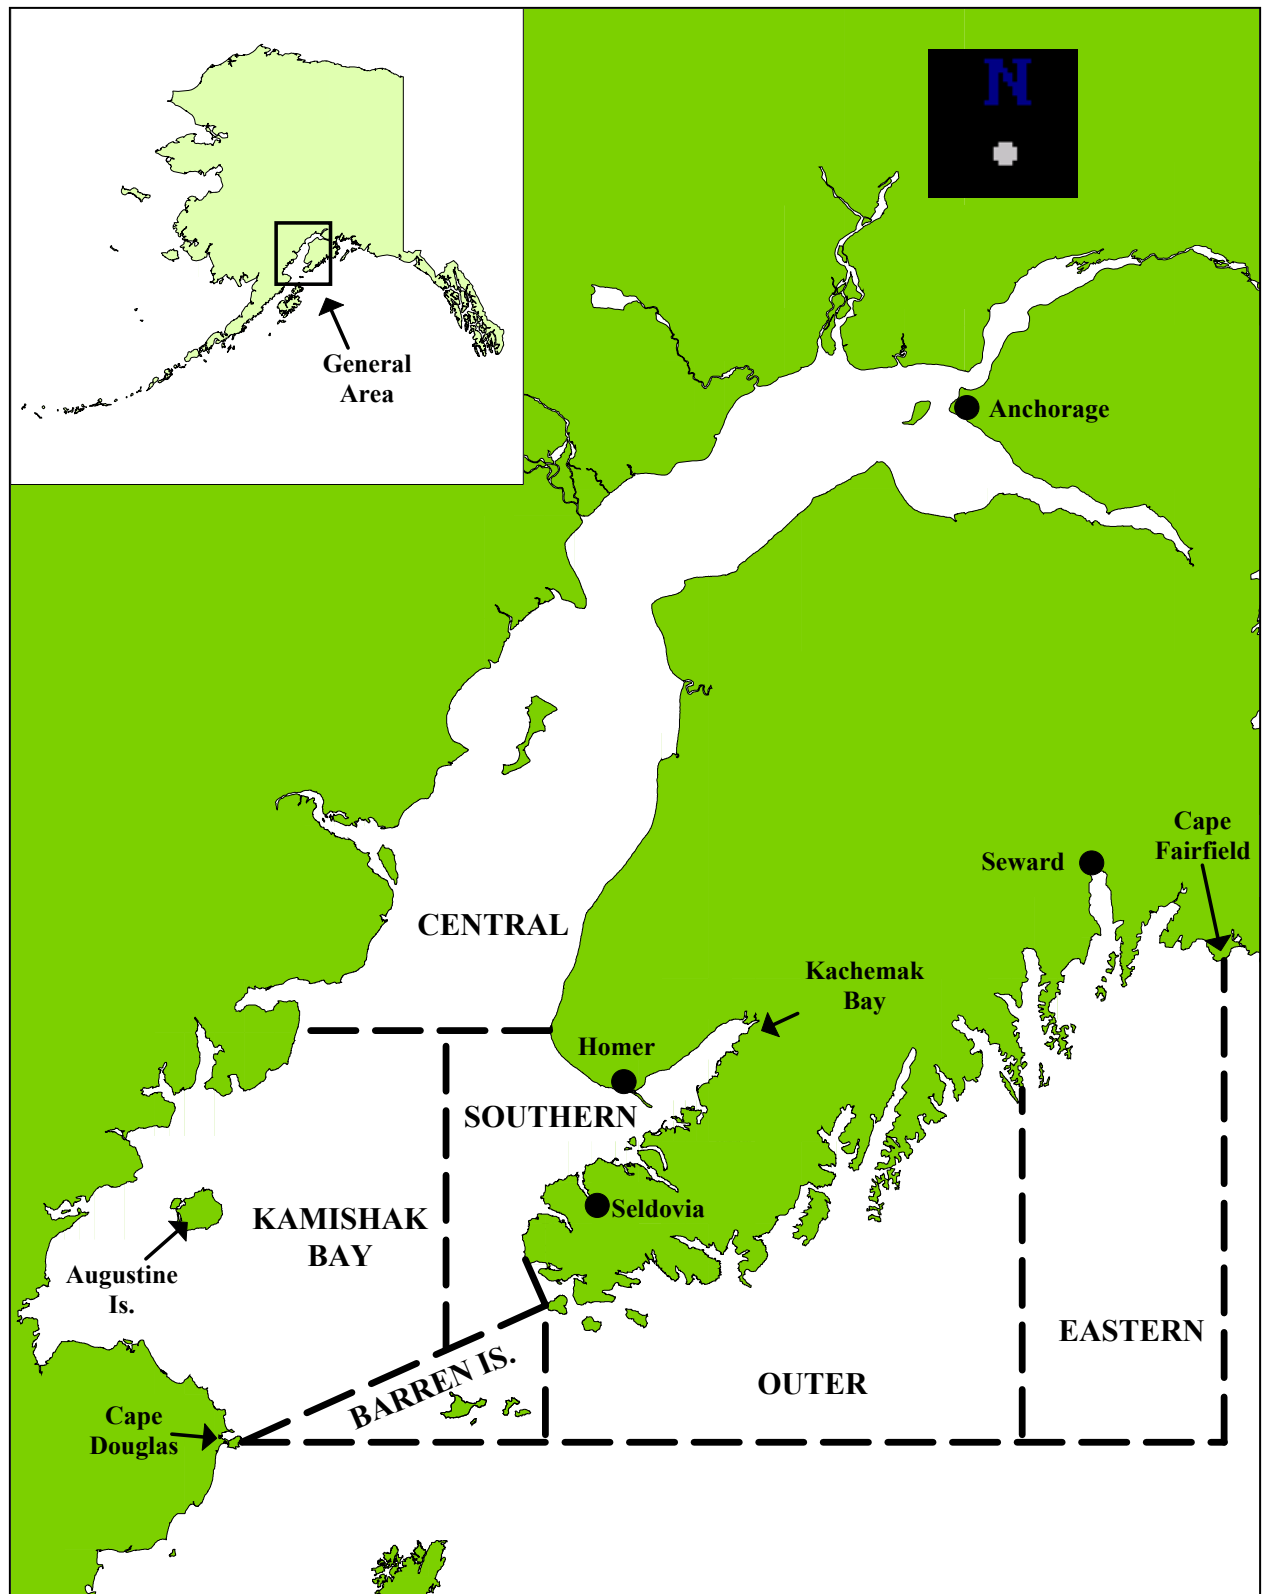 N
General
Area
Anchorage
Cape
Fairfield
Seward
CENTRAL
Kachemak
Bay
Homer
SOUTHERN
Seldovia
KAMISHAK
BAY
Augustine
Is.
EASTERN
BARREN IS.
OUTER
Cape
Douglas